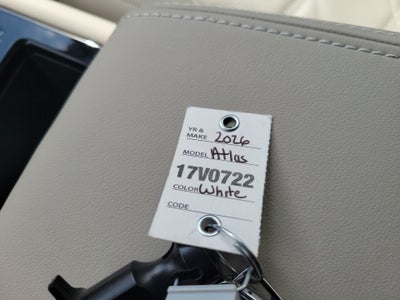 YR & MAKE 2026
MODEL Atlas
17V0722
COLOR White
CODE